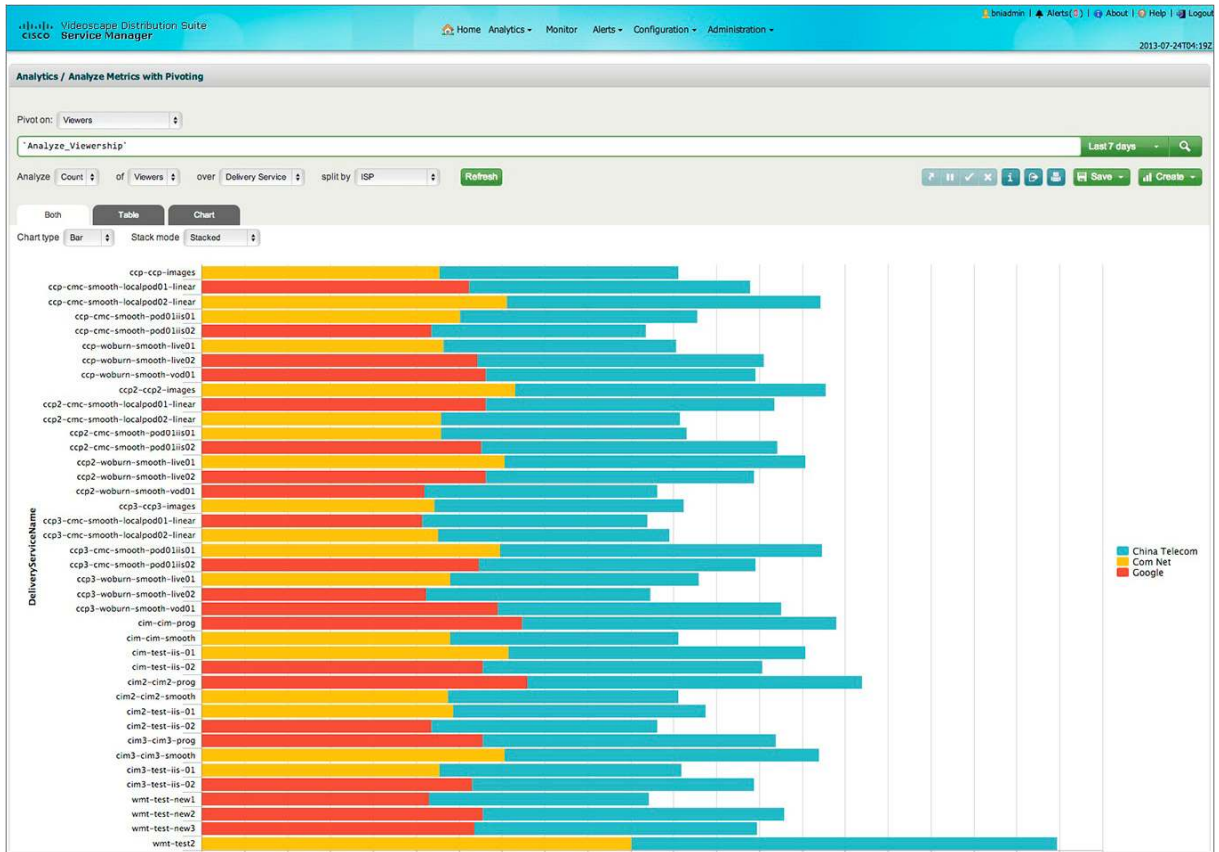 cisco Videoscape Distribution Suite
Service Manager
Home Analytics Monitor Alerts Configuration Administration
bniadmin | Alerts | About | Help | Logout
2013-07-24T04:19Z
Analytics / Analyze Metrics with Pivoting
Pivot on: Viewers
`Analyze_Viewership`
Last 7 days
Analyze Count of Viewers over Delivery Service split by ISP Refresh
Save Create
Both Table Chart
Chart type Bar Stack mode Stacked
DeliveryServiceName
ccp-ccp-images
ccp-cmc-smooth-localpod01-linear
ccp-cmc-smooth-localpod02-linear
ccp-cmc-smooth-pod01iis01
ccp-cmc-smooth-pod01iis02
ccp-woburn-smooth-live01
ccp-woburn-smooth-live02
ccp-woburn-smooth-vod01
ccp2-ccp2-images
ccp2-cmc-smooth-localpod01-linear
ccp2-cmc-smooth-localpod02-linear
ccp2-cmc-smooth-pod01iis01
ccp2-cmc-smooth-pod01iis02
ccp2-woburn-smooth-live01
ccp2-woburn-smooth-live02
ccp2-woburn-smooth-vod01
ccp3-ccp3-images
ccp3-cmc-smooth-localpod01-linear
ccp3-cmc-smooth-localpod02-linear
ccp3-cmc-smooth-pod01iis01
ccp3-cmc-smooth-pod01iis02
ccp3-woburn-smooth-live01
ccp3-woburn-smooth-live02
ccp3-woburn-smooth-vod01
cim-cim-prog
cim-cim-smooth
cim-test-iis-01
cim-test-iis-02
cim2-cim2-prog
cim2-cim2-smooth
cim2-test-iis-01
cim2-test-iis-02
cim3-cim3-prog
cim3-cim3-smooth
cim3-test-iis-01
cim3-test-iis-02
wmt-test-new1
wmt-test-new2
wmt-test-new3
wmt-test2
China Telecom
Com Net
Google